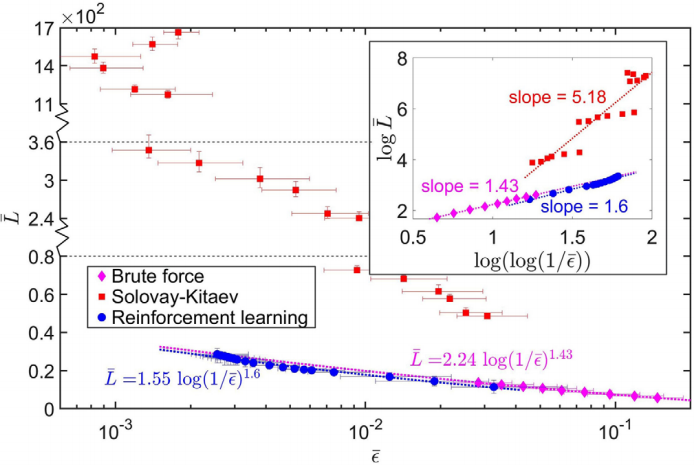 ×10²
17
14
11
3.6
3
2.4
0.8
0.6
0.4
0.2
0
L̄
10⁻³
10⁻²
10⁻¹
ε̄
Brute force
Solovay-Kitaev
Reinforcement learning
L̄ =1.55 log(1/ε̄)^1.6
L̄ =2.24 log(1/ε̄)^1.43
8
6
4
2
log L̄
0.5
1
1.5
2
log(log(1/ε̄))
slope = 5.18
slope = 1.43
slope = 1.6